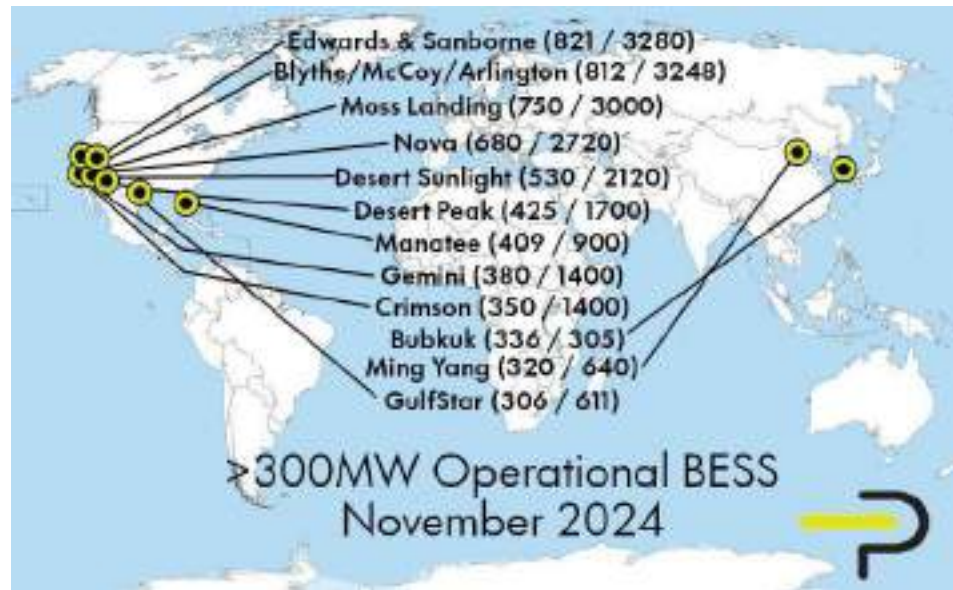 Edwards & Sanborne (821 / 3280)
Blythe/McCoy/Arlington (812 / 3248)
Moss Landing (750 / 3000)
Nova (680 / 2720)
Desert Sunlight (530 / 2120)
Desert Peak (425 / 1700)
Manatee (409 / 900)
Gemini (380 / 1400)
Crimson (350 / 1400)
Bubkuk (336 / 305)
Ming Yang (320 / 640)
GulfStar (306 / 611)
>300MW Operational BESS
November 2024